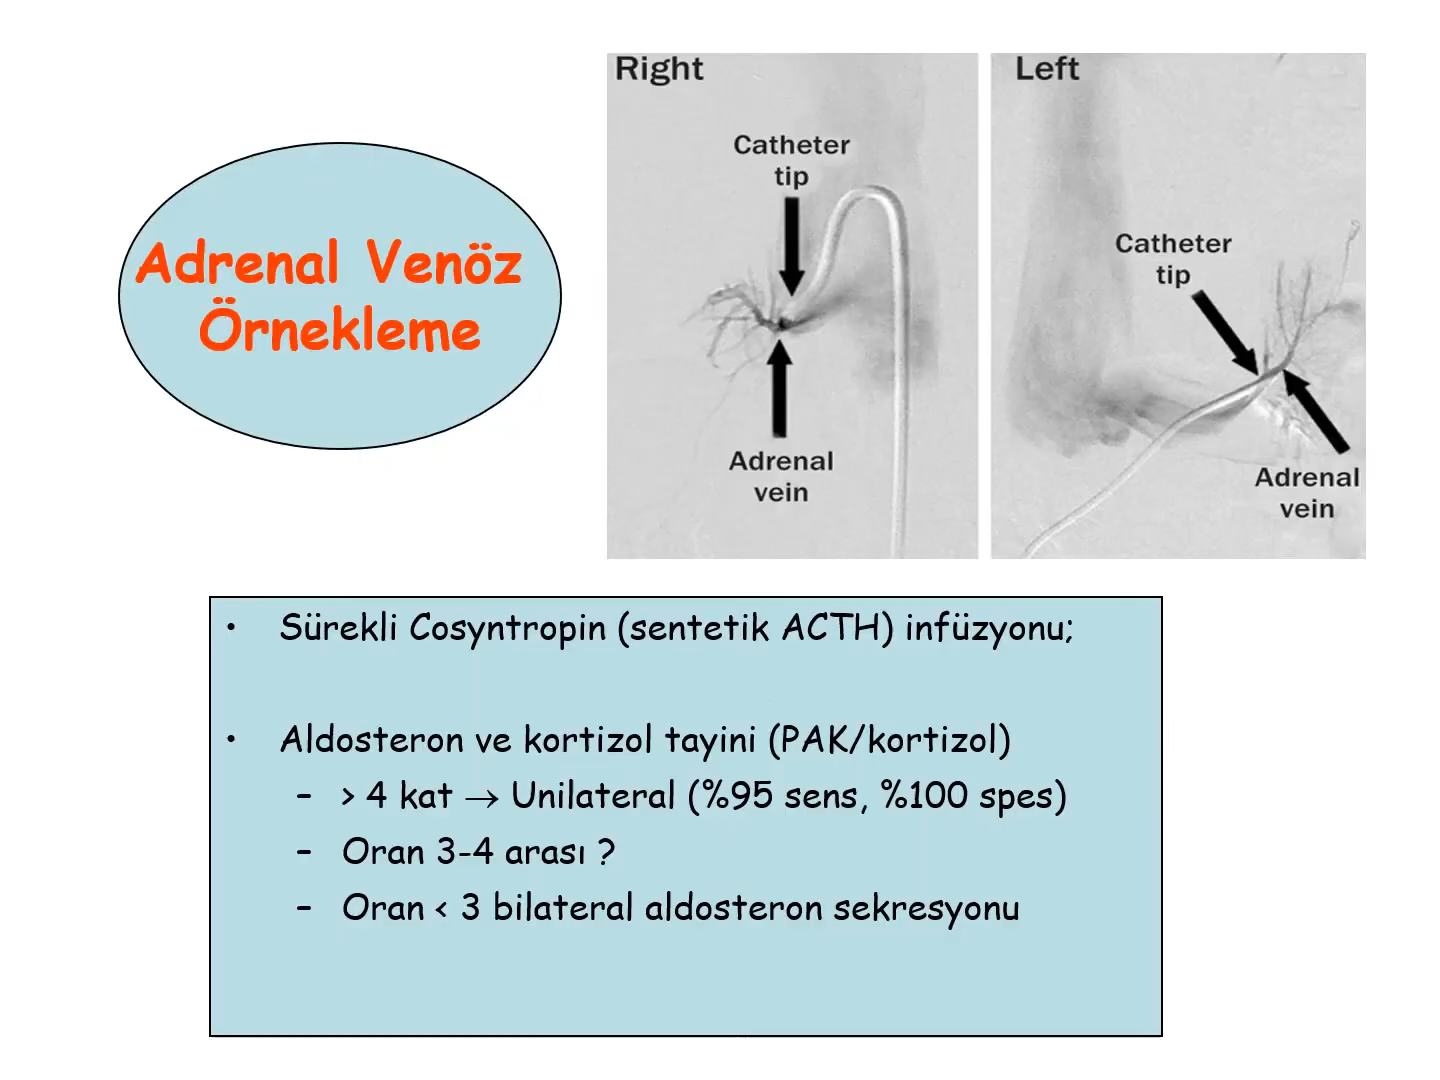 Adrenal Venöz
Örnekleme
Right
Catheter
tip
Adrenal
vein
Left
Catheter
tip
Adrenal
vein
• Sürekli Cosyntropin (sentetik ACTH) infüzyonu;
• Aldosteron ve kortizol tayini (PAK/kortizol)
– > 4 kat → Unilateral (%95 sens, %100 spes)
– Oran 3-4 arası ?
– Oran < 3 bilateral aldosteron sekresyonu